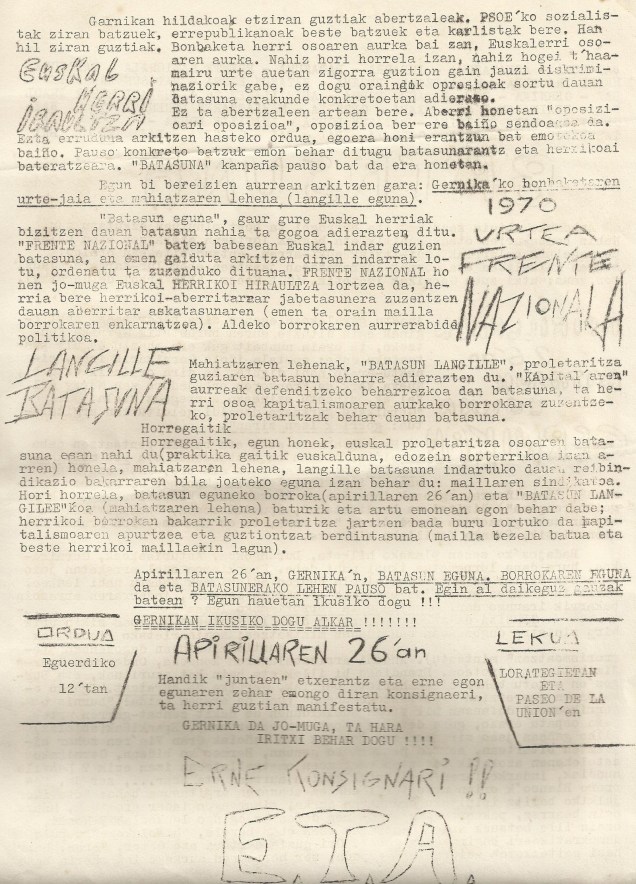 Garnikan hildakoak etziran guztiak abertzaleak. PSOE´ko sozialis-
tak ziran batzuek, errepublikanoak beste batzuek eta karlistak bere. Han
hil ziran guztiak. Bonbaketa herri osoaren aurka bai zan, Euskalerri oso-
aren aurka. Nahiz hori horrela izan, nahiz hogei t´haa-
mairu urte auetan zigorra guztion gain jauzi diskrimi-
naziorik gabe, ez dogu oraingik opresioak sortu dauan
batasuna erakunde konkretoetan adierazo.
EUSKAL
HERRI
IRAULTZA
Ez ta abertzaleen artean bere. Aberri honetan "oposizi-
oari oposizioa", opozizioa ber ere baiño sendoagoa da.
Ezta erruduna arkitzen hasteko ordua, egoera honi erantzun bat emotekoa
baiño. Pauso konkreto batzuk emon behar ditugu batasunarantz eta herrikoai
bateratzeara. "BATASUNA" kanpaña pauso bat da era honetan.
Egun bi bereizien aurrean arkitzen gara: Gernika´ko bonboketaren
urte-jaia eta mahiatzaren lehena (langille eguna).
"Batasun eguna", gaur gure Euskal herriak
bizitzen dauan batasun nahia ta gogoa adierazten ditu.
"FRENTE NAZIONAL" baten babesean Euskal indar guzien
batasuna, an emen galduta arkitzen diran indarrak lo-
tu, ordenatu ta zuzenduko dituana. FRENTE NAZIONAL ho
nen jo-muga Euskal HERRIKOI HIRAULTZA lortzea da, he-
rria bere herrikoi-aberritarzar jabetasunera zuzentzen
dauan aberritar askatasunaren (emen ta orain mailla
borrokaren enkarnatzea). Aldeko borrokaren aurrerabide
politikoa.
1970
URTEA
FRENTE
NAZIONALA
LANGILLE
BATASUNA
Mahiatzaren lehenak, "BATASUN LANGILLE", proletaritza
guziaren batasun beharra adierazten du. "KApital´aren"
aurreak defenditzeko beharrezkoa dan batasuna, ta he-
rri osoa kapitalismoaren aurkako borrokara zuzentze-
ko, proletaritzak behar dauan batasuna.
Horregaitik
Horregaitik, egun honek, euskal proletaritza osoaren bata-
suna esan nahi du(praktika gaitik euskalduna, edozein sorterrikoa izan a-
rren) honela, mahiatzaren lehena, langille batasuna indartuko dauan reibin-
dikazio bakarraren bila joateko eguna izan behar du: maillaren sindikatoa.
Hori horrela, batasun eguneko borroka(apirillaren 26´an) eta "BATASUN LAN-
GILEE"Koa (mahiatzaren lehena) baturik eta artu emonean egon behar dabe;
herrikoi borrokan bakarrik proletaritza jartzen bada buru lortuko da kapi-
talismoaren apurtzea eta guztiontzat berdintasuna (mailla bezela batua eta
beste herrikoi maillaekin lagun).
Apirillaren 26´an, GERNIKA´n, BATASUN EGUNA. BORROKAREN EGUNA
da eta BATASUNERAKO LEHEN PAUSO bat. Egin al daikeguz gauzak
batean ? Egun hauetan ikusiko dogu !!!
GERNIKAN IKUSIKO DOGU ALKAR !!!!!!!
ORDUA
Eguerdiko
12´tan
APIRILLAREN 26´an
Handik "juntaen" etxerantz eta erne egon
egunaren zehar emongo diran konsignaeri,
ta herri guztian manifestatu.
LEKUA
LORATEGIETAN
ETA
PASEO DE LA
UNION´en
GERNIKA DA JO-MUGA, TA HARA
IRITXI BEHAR DOGU !!!!
ERNE KONSIGNARI !!
E.T.A.